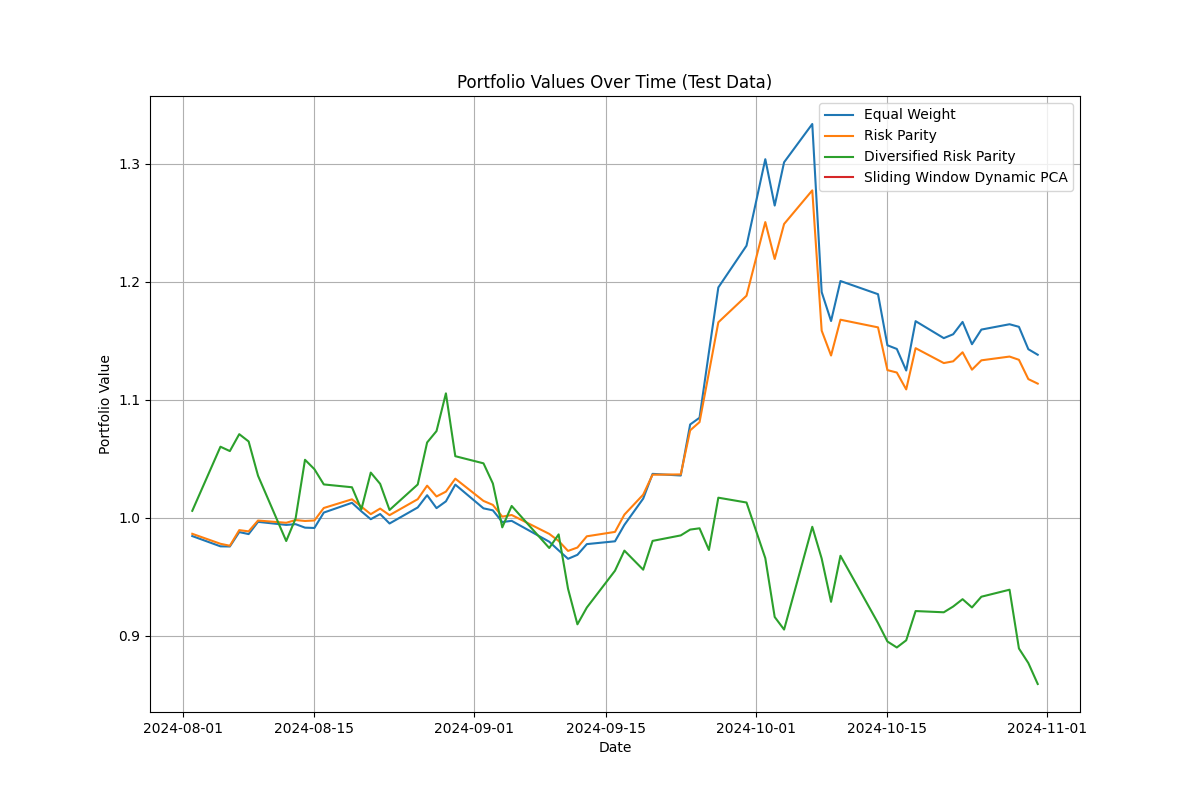 Portfolio Values Over Time (Test Data)
Equal Weight
Risk Parity
Diversified Risk Parity
Sliding Window Dynamic PCA
Portfolio Value
1.3
1.2
1.1
1.0
0.9
2024-08-01 2024-08-15 2024-09-01 2024-09-15 2024-10-01 2024-10-15 2024-11-01
Date